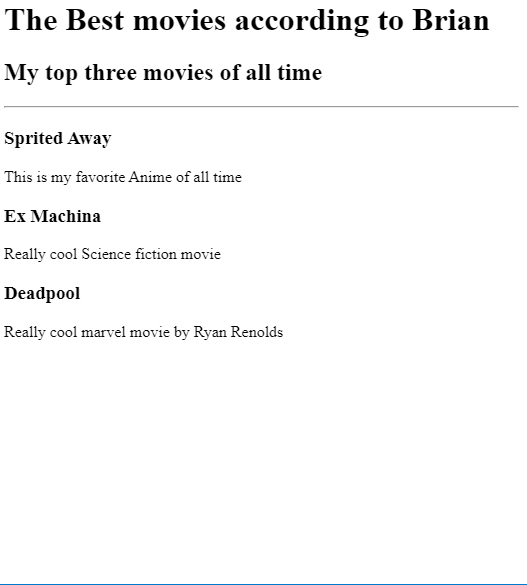 The Best movies according to Brian
My top three movies of all time
Sprited Away
This is my favorite Anime of all time
Ex Machina
Really cool Science fiction movie
Deadpool
Really cool marvel movie by Ryan Renolds